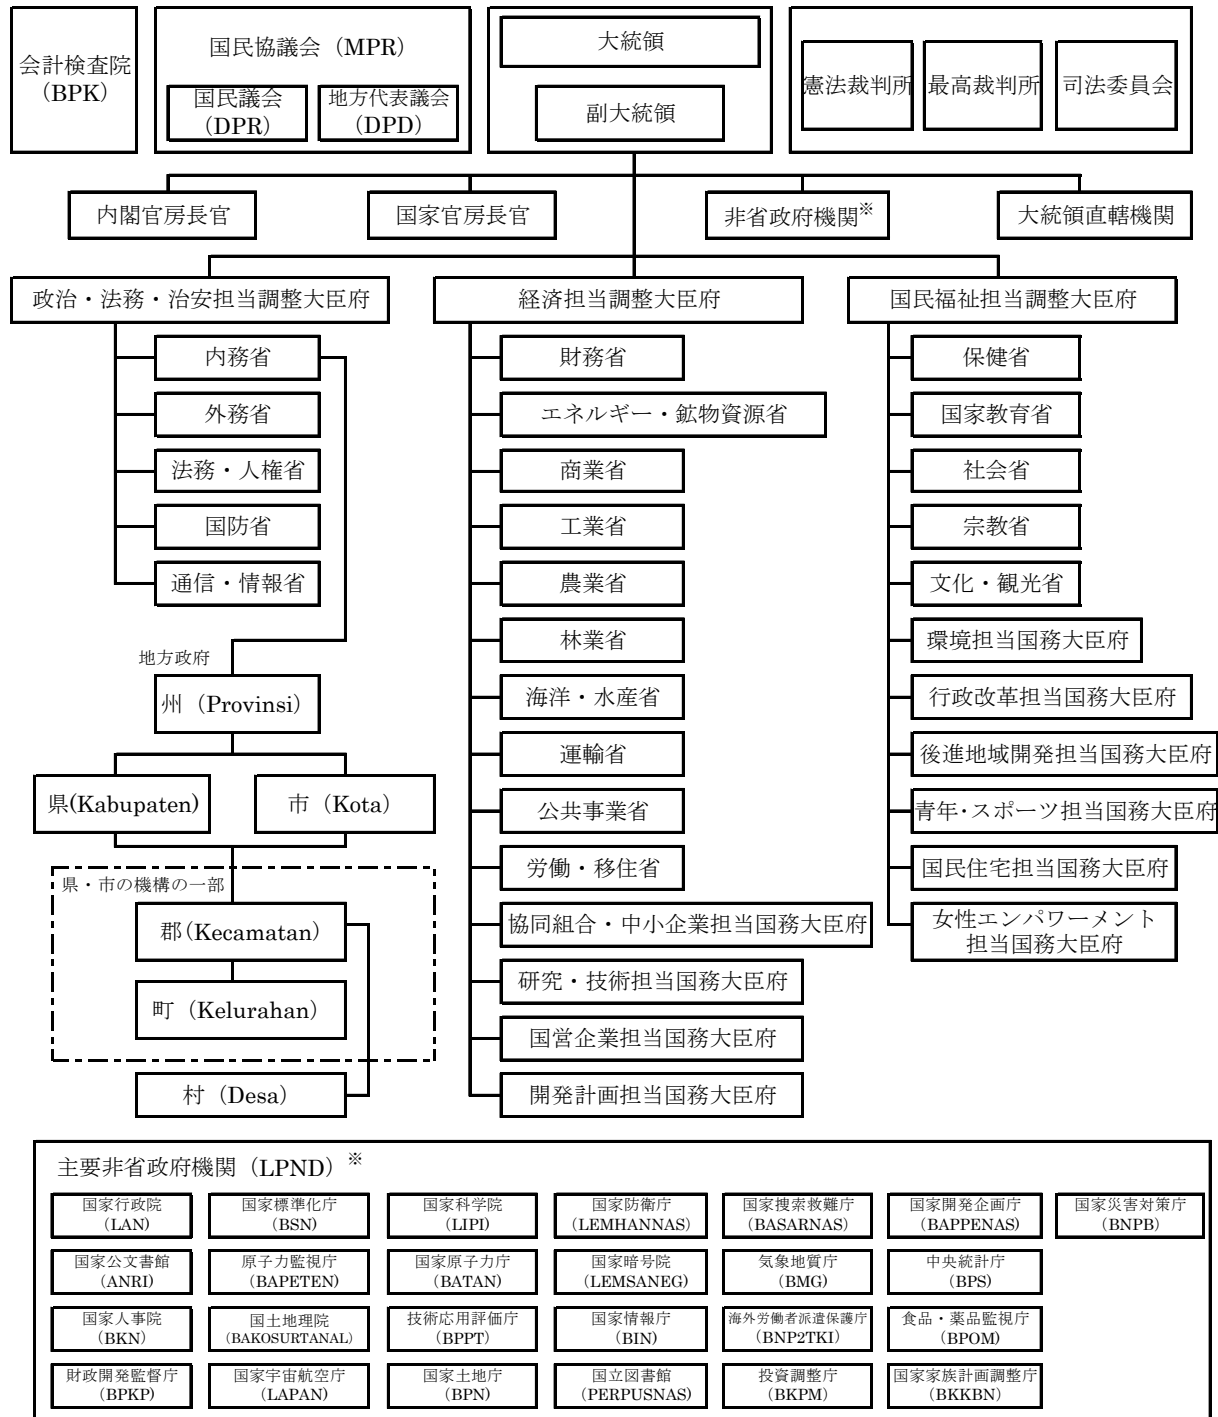 会計検査院
(BPK)
国民協議会（MPR）
国民議会
(DPR)
地方代表議会
(DPD)
大統領
副大統領
憲法裁判所
最高裁判所
司法委員会
内閣官房長官
国家官房長官
非省政府機関※
大統領直轄機関
政治・法務・治安担当調整大臣府
内務省
外務省
法務・人権省
国防省
通信・情報省
地方政府
州（Provinsi）
県(Kabupaten)
市（Kota）
県・市の機構の一部
郡(Kecamatan)
町（Kelurahan）
村（Desa）
経済担当調整大臣府
財務省
エネルギー・鉱物資源省
商業省
工業省
農業省
林業省
海洋・水産省
運輸省
公共事業省
労働・移住省
協同組合・中小企業担当国務大臣府
研究・技術担当国務大臣府
国営企業担当国務大臣府
開発計画担当国務大臣府
国民福祉担当調整大臣府
保健省
国家教育省
社会省
宗教省
文化・観光省
環境担当国務大臣府
行政改革担当国務大臣府
後進地域開発担当国務大臣府
青年・スポーツ担当国務大臣府
国民住宅担当国務大臣府
女性エンパワーメント
担当国務大臣府
主要非省政府機関（LPND）※
国家行政院
(LAN)
国家標準化庁
(BSN)
国家科学院
(LIPI)
国家防衛庁
(LEMHANNAS)
国家捜索救難庁
(BASARNAS)
国家開発企画庁
(BAPPENAS)
国家災害対策庁
(BNPB)
国家公文書館
(ANRI)
原子力監視庁
(BAPETEN)
国家原子力庁
(BATAN)
国家暗号院
(LEMSANEG)
気象地質庁
(BMG)
中央統計庁
(BPS)
国家人事院
(BKN)
国土地理院
(BAKOSURTANAL)
技術応用評価庁
(BPPT)
国家情報庁
(BIN)
海外労働者派遣保護庁
(BNP2TKI)
食品・薬品監視庁
(BPOM)
財政開発監督庁
(BPKP)
国家宇宙航空庁
(LAPAN)
国家土地庁
(BPN)
国立図書館
(PERPUSNAS)
投資調整庁
(BKPM)
国家家族計画調整庁
(BKKBN)